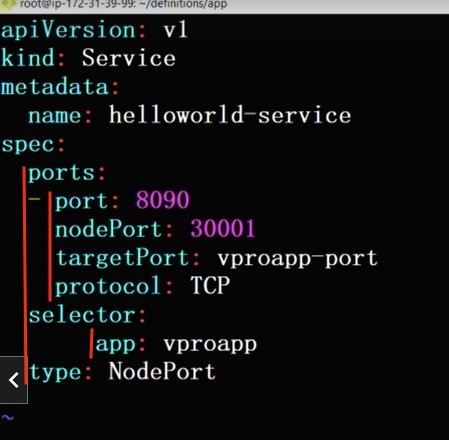 root@ip-172-31-39-99: ~/definitions/app
apiVersion: v1
kind: Service
metadata:
  name: helloworld-service
spec:
  ports:
  - port: 8090
    nodePort: 30001
    targetPort: vproapp-port
    protocol: TCP
  selector:
       app: vproapp
  type: NodePort
~